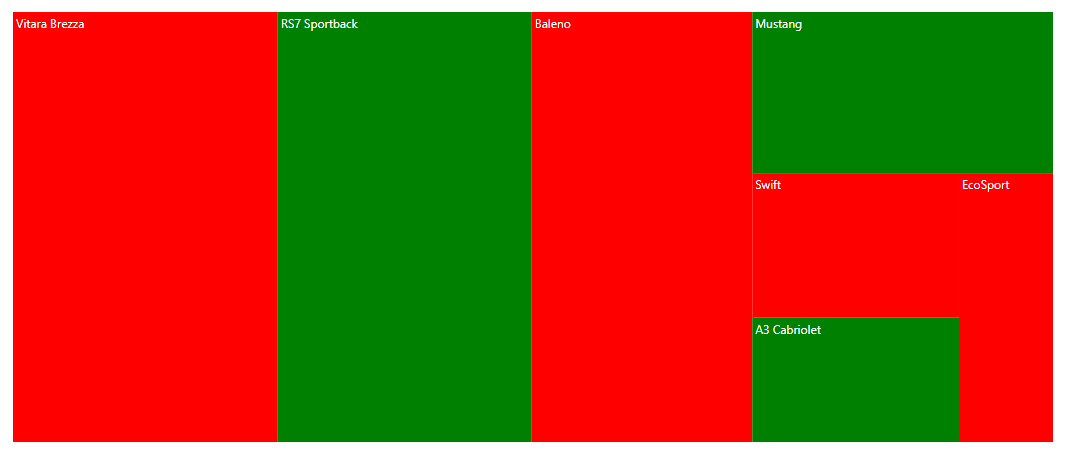 Vitara Brezza
RS7 Sportback
Baleno
Mustang
Swift
EcoSport
A3 Cabriolet